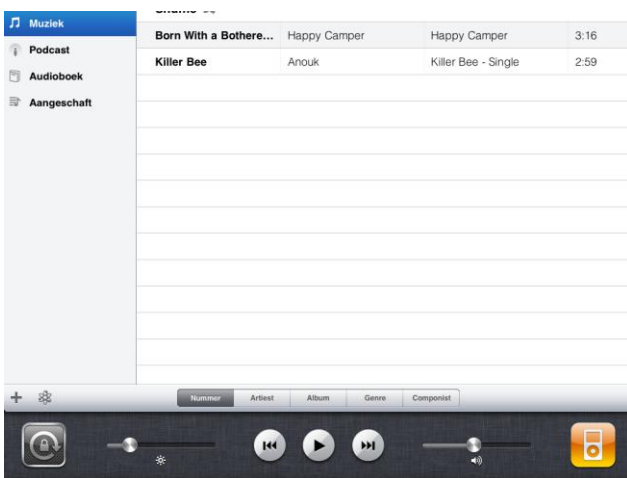 Muziek
Podcast
Audioboek
Aangeschaft
Born With a Bothere... Happy Camper Happy Camper 3:16
Killer Bee Anouk Killer Bee - Single 2:59
Nummer Artiest Album Genre Componist